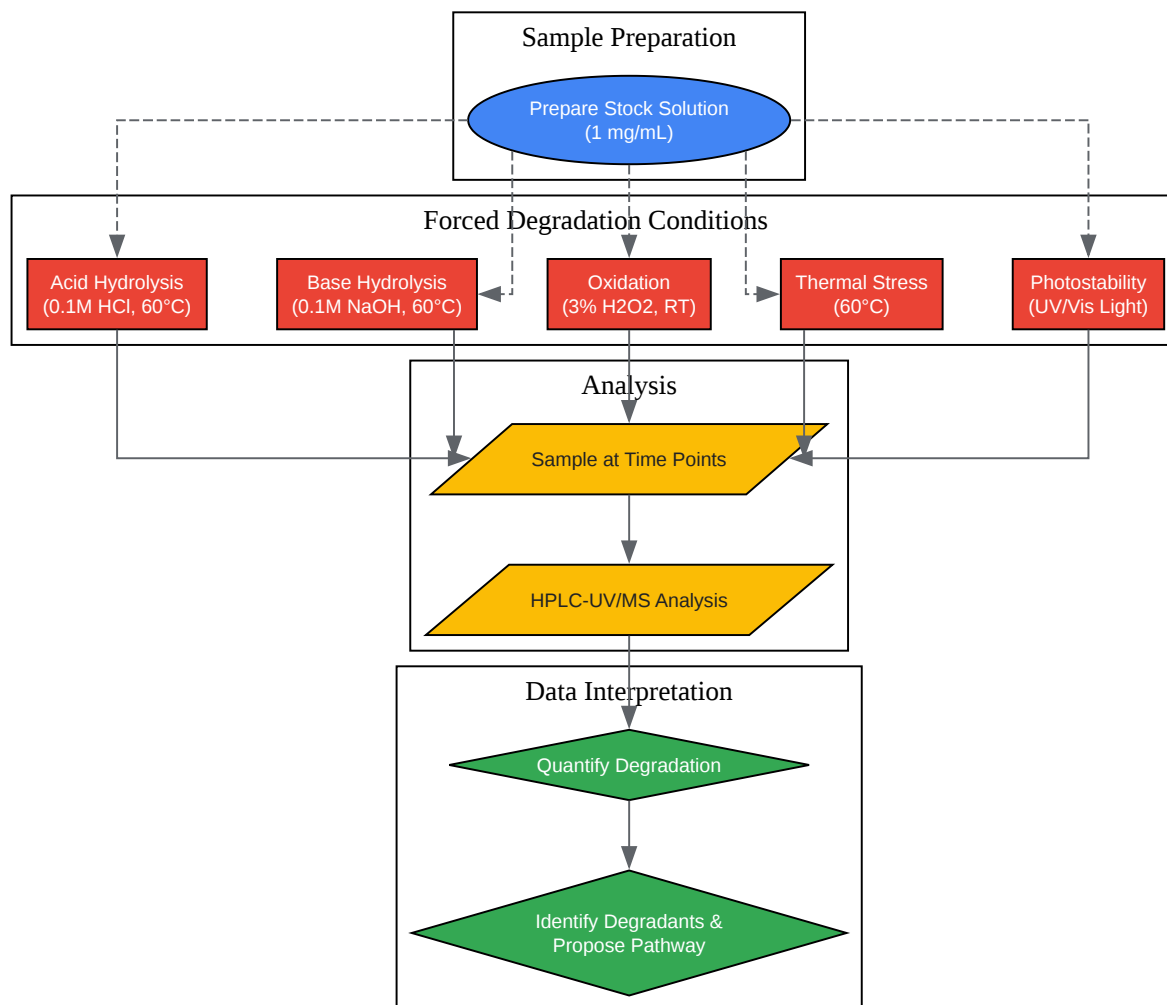 Sample Preparation
Prepare Stock Solution
(1 mg/mL)
Forced Degradation Conditions
Acid Hydrolysis
(0.1M HCl, 60°C)
Base Hydrolysis
(0.1M NaOH, 60°C)
Oxidation
(3% H2O2, RT)
Thermal Stress
(60°C)
Photostability
(UV/Vis Light)
Analysis
Sample at Time Points
HPLC-UV/MS Analysis
Data Interpretation
Quantify Degradation
Identify Degradants &
Propose Pathway